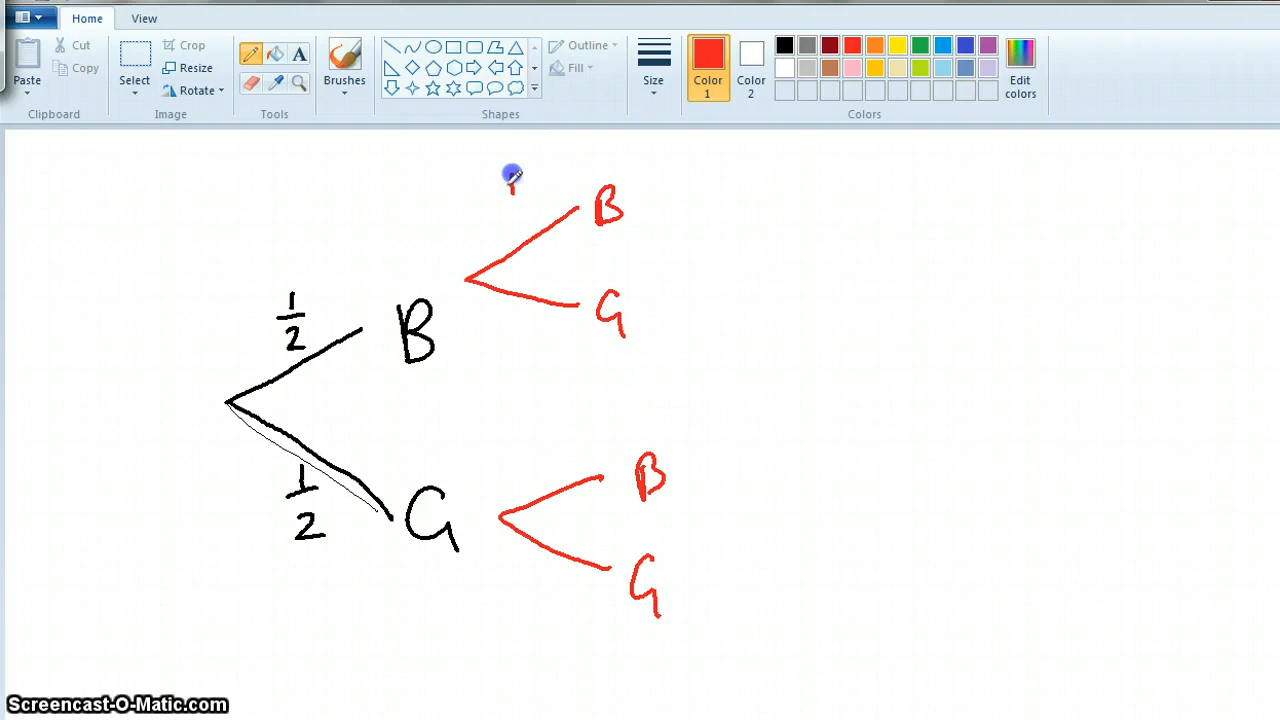 Home View
Paste
Cut
Copy
Clipboard
Select
Crop
Resize
Rotate
Image
A
Tools
Brushes
Outline
Fill
Shapes
Size
Color 1
Color 2
Edit colors
Colors
B
G
1
2
B
1
2
G
B
G
Screencast-O-Matic.com